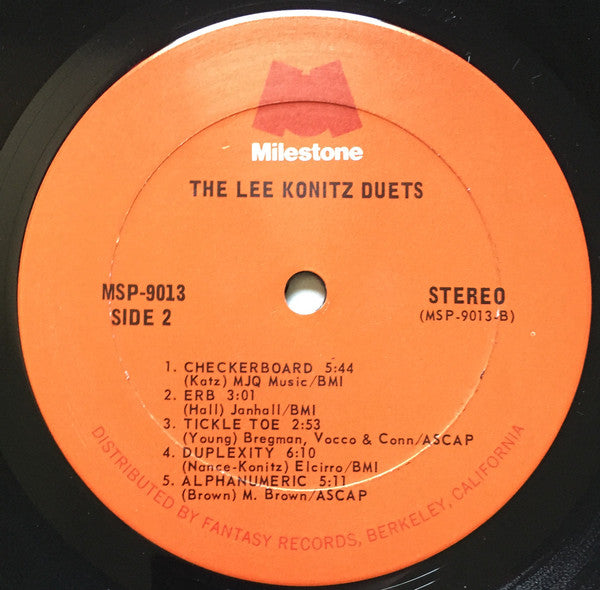 Milestone
THE LEE KONITZ DUETS
MSP-9013
SIDE 2
STEREO
(MSP-9013-B)
1. CHECKERBOARD 5:44
(Katz) MJQ Music/BMI
2. ERB 3:01
(Hall) Janhall/BMI
3. TICKLE TOE 2:53
(Young) Bregman, Vocco & Conn/ASCAP
4. DUPLEXITY 6:10
(Nance-Konitz) Elcirro/BMI
5. ALPHANUMERIC 5:11
(Brown) M. Brown/ASCAP
DISTRIBUTED BY FANTASY RECORDS, BERKELEY, CALIFORNIA